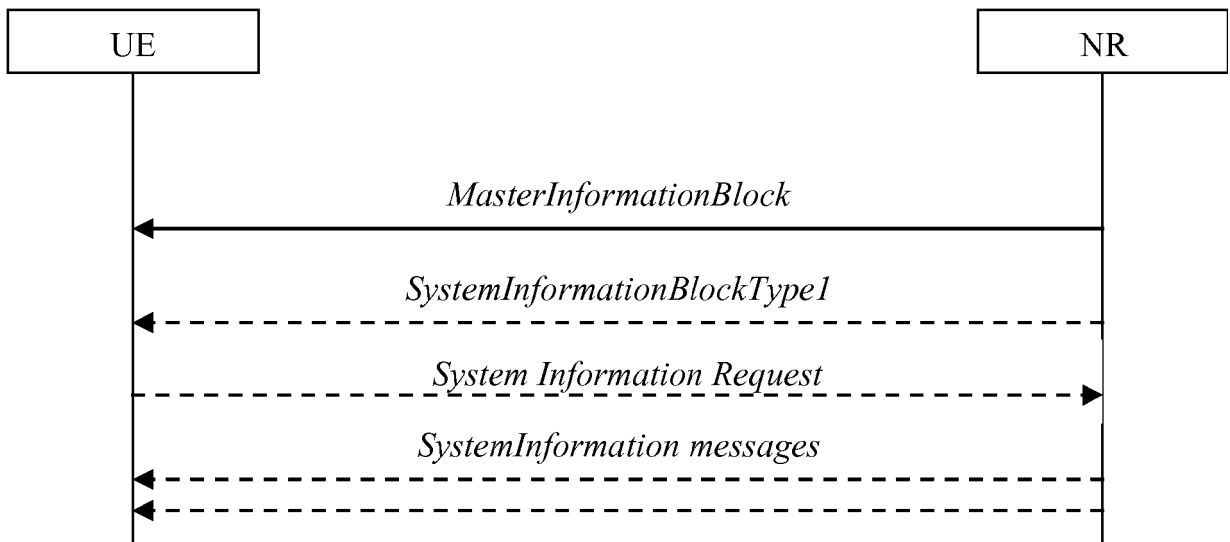 UE
NR
MasterInformationBlock
SystemInformationBlockType1
System Information Request
SystemInformation messages